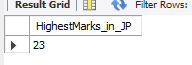 Result Grid Filter Rows:
HighestMarks_in_JP
23